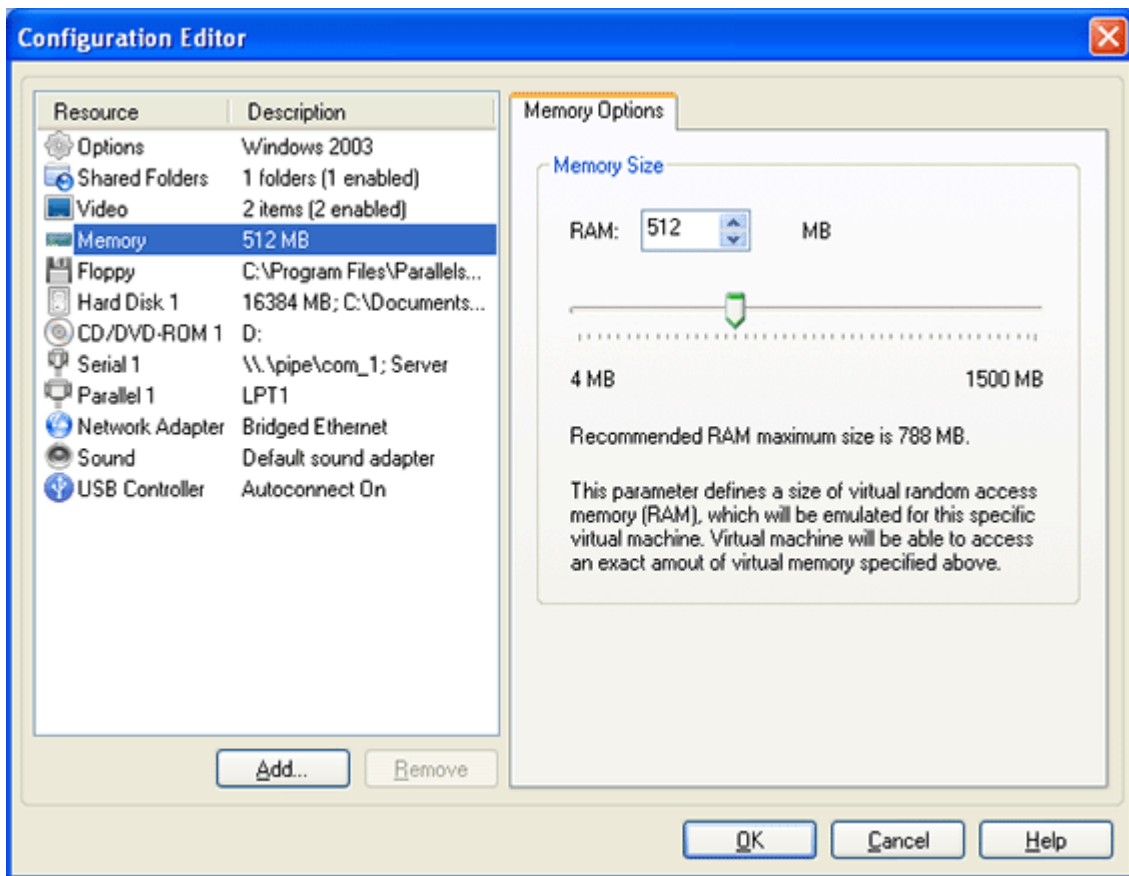 Configuration Editor
Resource Description
Options Windows 2003
Shared Folders 1 folders (1 enabled)
Video 2 items (2 enabled)
Memory 512 MB
Floppy C:\Program Files\Parallels...
Hard Disk 1 16384 MB; C:\Documents...
CD/DVD-ROM 1 D:
Serial 1 \\.\pipe\com_1; Server
Parallel 1 LPT1
Network Adapter Bridged Ethernet
Sound Default sound adapter
USB Controller Autoconnect On
Add... Remove
Memory Options
Memory Size
RAM: 512 MB
4 MB 1500 MB
Recommended RAM maximum size is 788 MB.
This parameter defines a size of virtual random access
memory (RAM), which will be emulated for this specific
virtual machine. Virtual machine will be able to access
an exact amout of virtual memory specified above.
OK Cancel Help